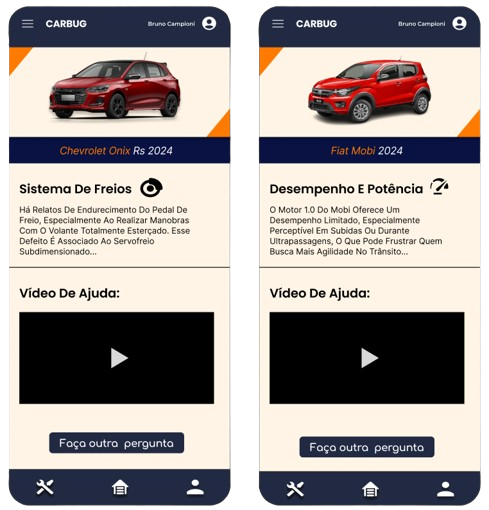 CARBUG
Bruno Campioni
Chevrolet Onix Rs 2024
Sistema De Freios
Há Relatos De Endurecimento Do Pedal De
Freio, Especialmente Ao Realizar Manobras
Com O Volante Totalmente Esterçado. Esse
Defeito É Associado Ao Servofreio
Subdimensionado...
Vídeo De Ajuda:
Faça outra pergunta
CARBUG
Bruno Campioni
Fiat Mobi 2024
Desempenho E Potência
O Motor 1.0 Do Mobi Oferece Um
Desempenho Limitado, Especialmente
Perceptível Em Subidas Ou Durante
Ultrapassagens, O Que Pode Frustrar Quem
Busca Mais Agilidade No Trânsito...
Vídeo De Ajuda:
Faça outra pergunta